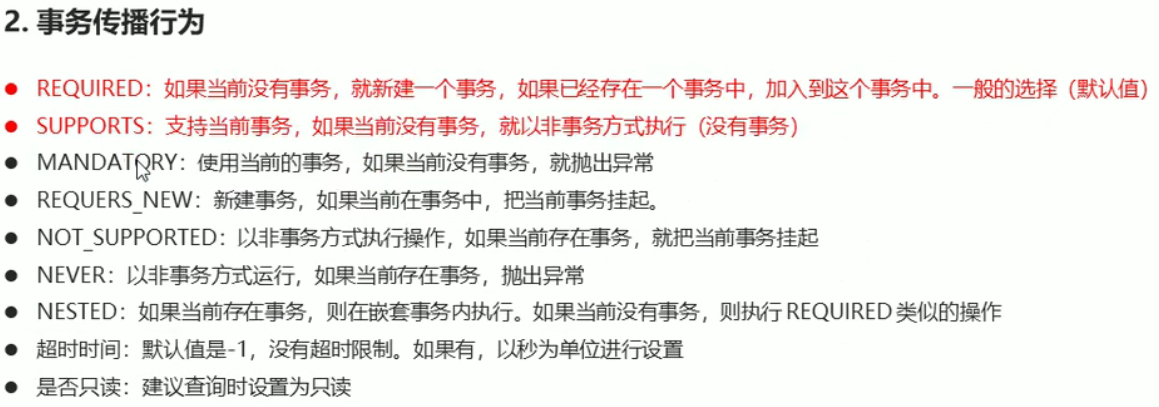 2. 事务传播行为
● REQUIRED：如果当前没有事务，就新建一个事务，如果已经存在一个事务中，加入到这个事务中。一般的选择（默认值）
● SUPPORTS：支持当前事务，如果当前没有事务，就以非事务方式执行（没有事务）
● MANDATORY：使用当前的事务，如果当前没有事务，就抛出异常
● REQUERS_NEW：新建事务，如果当前在事务中，把当前事务挂起。
● NOT_SUPPORTED：以非事务方式执行操作，如果当前存在事务，就把当前事务挂起
● NEVER：以非事务方式运行，如果当前存在事务，抛出异常
● NESTED：如果当前存在事务，则在嵌套事务内执行。如果当前没有事务，则执行 REQUIRED 类似的操作
● 超时时间：默认值是-1，没有超时限制。如果有，以秒为单位进行设置
● 是否只读：建议查询时设置为只读